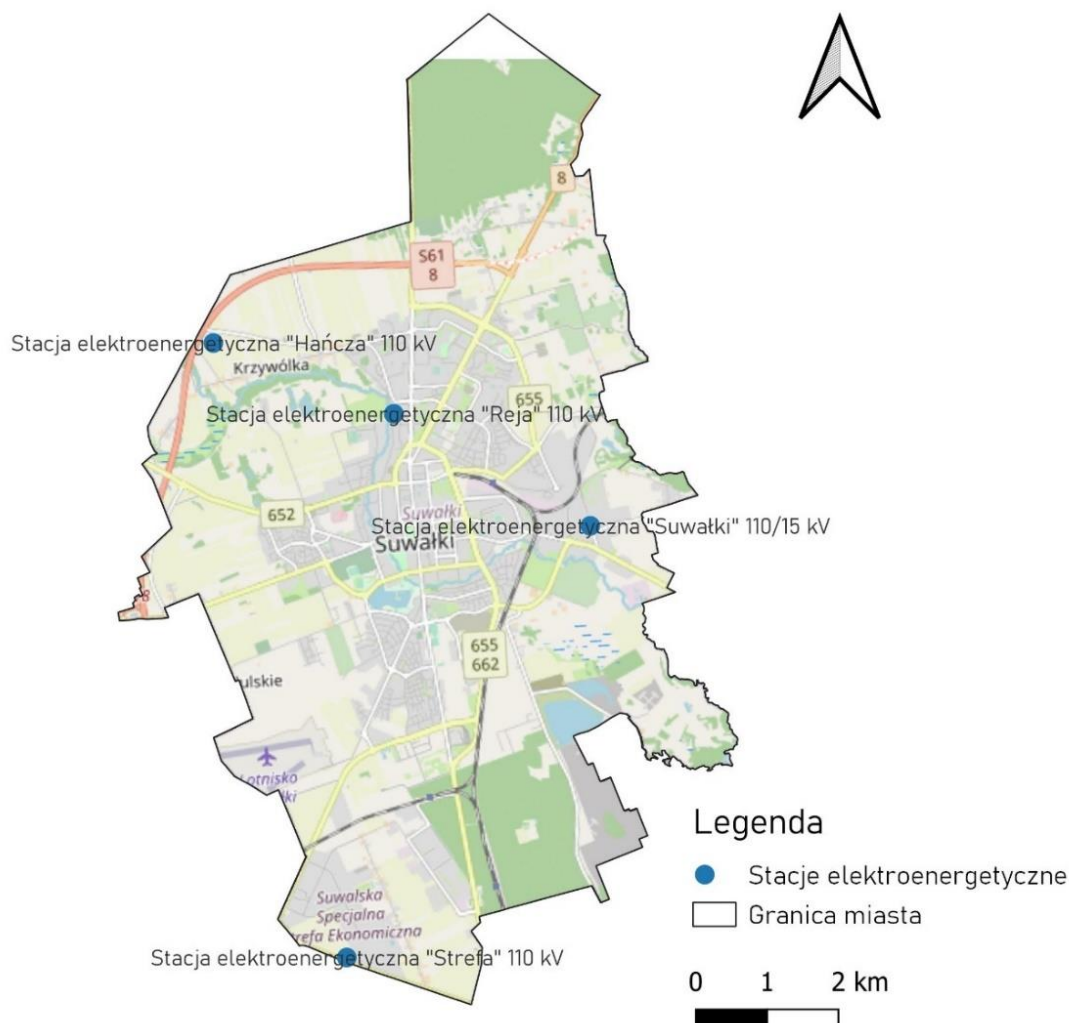 8
S61
8
Stacja elektroenergetyczna "Hańcza" 110 kV
Krzywólka
Stacja elektroenergetyczna "Reja" 110 kV
655
652
Suwałki
Stacja elektroenergetyczna "Suwałki" 110/15 kV
Suwałki
8
655
662
ulskie
Lotnisko
łki
Legenda
Stacje elektroenergetyczne
Granica miasta
Suwalska
Specjalna
trefa Ekonomiczna
Stacja elektroenergetyczna "Strefa" 110 kV
0 1 2 km